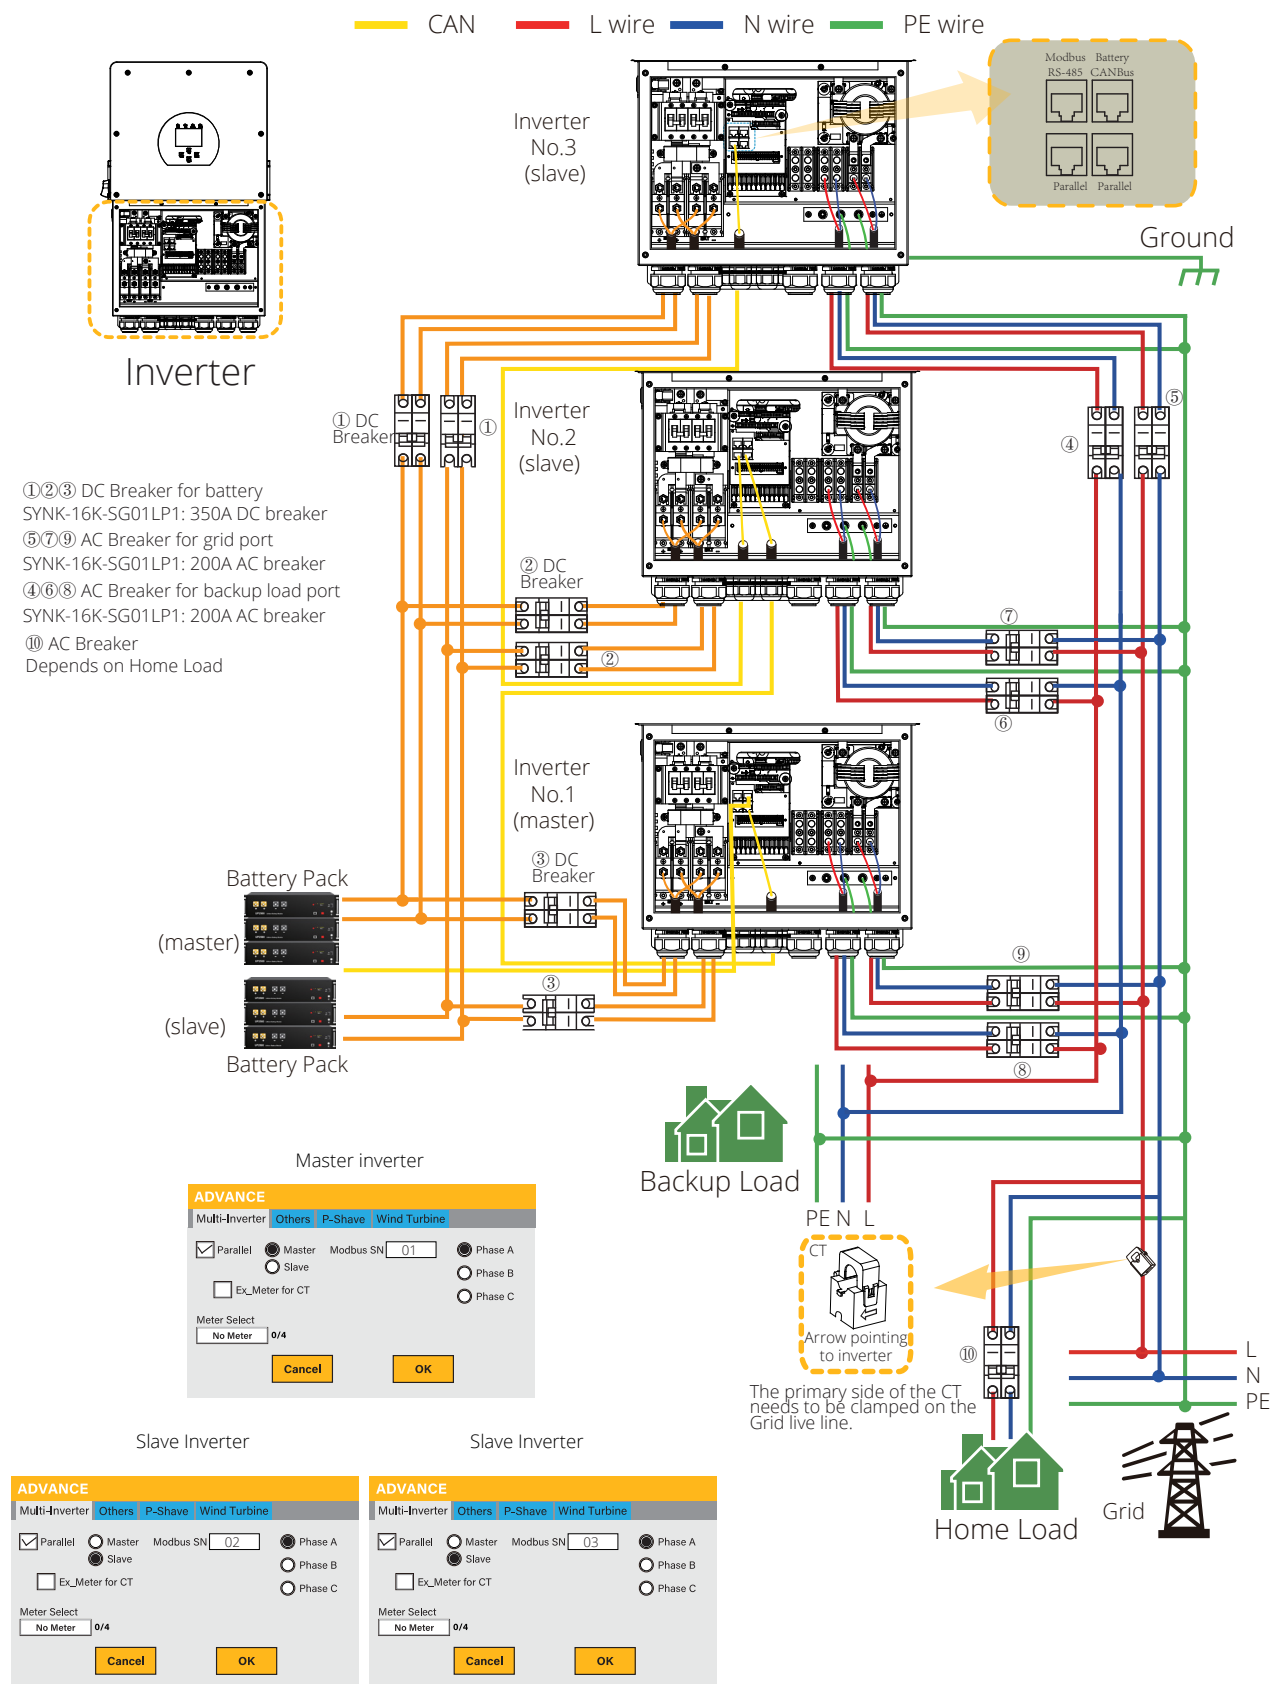 CAN
L wire
N wire
PE wire
Modbus Battery
RS-485 CANBus
Parallel Parallel
Inverter
No.3
(slave)
Ground
Inverter
① DC
Breaker
①
Inverter
No.2
(slave)
④
⑤
①②③ DC Breaker for battery
SYNK-16K-SG01LP1: 350A DC breaker
⑤⑦⑨ AC Breaker for grid port
SYNK-16K-SG01LP1: 200A AC breaker
④⑥⑧ AC Breaker for backup load port
SYNK-16K-SG01LP1: 200A AC breaker
⑩ AC Breaker
Depends on Home Load
② DC
Breaker
②
⑦
⑥
Inverter
No.1
(master)
③ DC
Breaker
Battery Pack
(master)
(slave)
Battery Pack
③
⑨
⑧
Backup Load
PE N L
CT
Arrow pointing
to inverter
The primary side of the CT
needs to be clamped on the
Grid live line.
⑩
L
N
PE
Home Load
Grid
Master inverter
ADVANCE
Multi-Inverter Others P-Shave Wind Turbine
Parallel Master Modbus SN 01 Phase A
Slave
Phase B
Ex_Meter for CT
Phase C
Meter Select
No Meter 0/4
Cancel OK
Slave Inverter
ADVANCE
Multi-Inverter Others P-Shave Wind Turbine
Parallel Master Modbus SN 02 Phase A
Slave
Phase B
Ex_Meter for CT
Phase C
Meter Select
No Meter 0/4
Cancel OK
Slave Inverter
ADVANCE
Multi-Inverter Others P-Shave Wind Turbine
Parallel Master Modbus SN 03 Phase A
Slave
Phase B
Ex_Meter for CT
Phase C
Meter Select
No Meter 0/4
Cancel OK